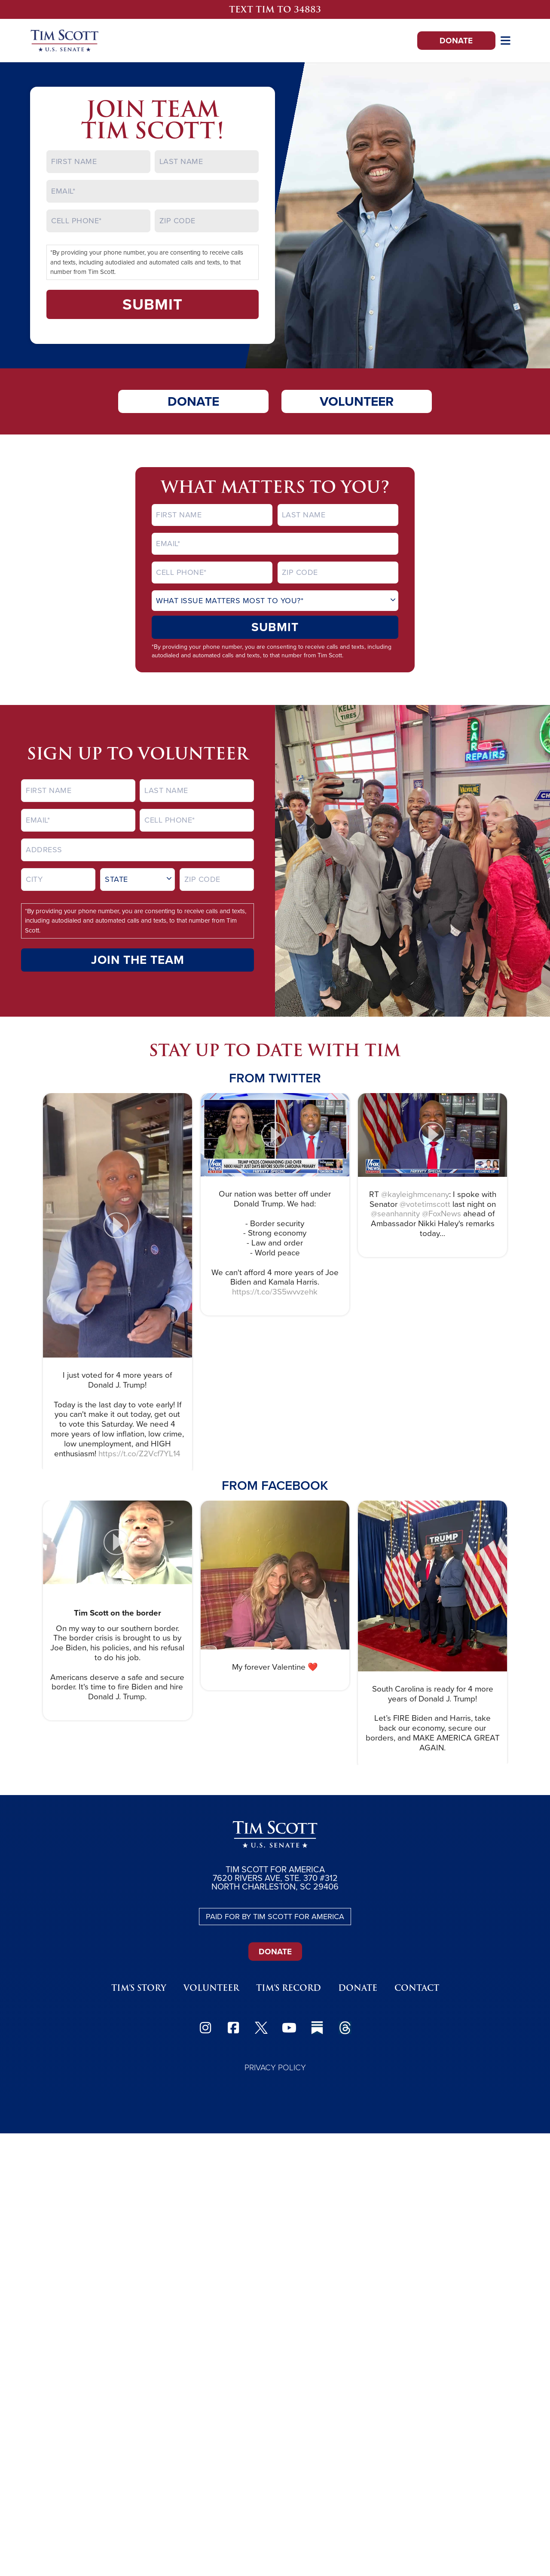 TEXT TIM TO 34883
TIM SCOTT
★ U.S. SENATE ★
DONATE
JOIN TEAM
TIM SCOTT!
FIRST NAME
LAST NAME
EMAIL*
CELL PHONE*
ZIP CODE
*By providing your phone number, you are consenting to receive calls
and texts, including autodialed and automated calls and texts, to that
number from Tim Scott.
SUBMIT
DONATE
VOLUNTEER
WHAT MATTERS TO YOU?
FIRST NAME
LAST NAME
EMAIL*
CELL PHONE*
ZIP CODE
WHAT ISSUE MATTERS MOST TO YOU?*
SUBMIT
*By providing your phone number, you are consenting to receive calls and texts, including
autodialed and automated calls and texts, to that number from Tim Scott.
SIGN UP TO VOLUNTEER
FIRST NAME
LAST NAME
EMAIL*
CELL PHONE*
ADDRESS
CITY
STATE
ZIP CODE
*By providing your phone number, you are consenting to receive calls and texts,
including autodialed and automated calls and texts, to that number from Tim
Scott.
JOIN THE TEAM
KELLY
TIRES
CAR
REPAIRS
VALVOLINE
CH
STAY UP TO DATE WITH TIM
FROM TWITTER
I just voted for 4 more years of
Donald J. Trump!
Today is the last day to vote early! If
you can't make it out today, get out
to vote this Saturday. We need 4
more years of low inflation, low crime,
low unemployment, and HIGH
enthusiasm! https://t.co/Z2Vcf7YL14
TRUMP HOLDS COMMANDING LEAD OVER
NIKKI HALEY JUST DAYS BEFORE SOUTH CAROLINA PRIMARY
Our nation was better off under
Donald Trump. We had:
- Border security
- Strong economy
- Law and order
- World peace
We can't afford 4 more years of Joe
Biden and Kamala Harris.
https://t.co/3S5wvvzehk
RT @kayleighmcenany: I spoke with
Senator @votetimscott last night on
@seanhannity @FoxNews ahead of
Ambassador Nikki Haley's remarks
today...
FROM FACEBOOK
Tim Scott on the border
On my way to our southern border.
The border crisis is brought to us by
Joe Biden, his policies, and his refusal
to do his job.
Americans deserve a safe and secure
border. It's time to fire Biden and hire
Donald J. Trump.
My forever Valentine ❤️
TRUMP
South Carolina is ready for 4 more
years of Donald J. Trump!
Let's FIRE Biden and Harris, take
back our economy, secure our
borders, and MAKE AMERICA GREAT
AGAIN.
TIM SCOTT
★ U.S. SENATE ★
TIM SCOTT FOR AMERICA
7620 RIVERS AVE, STE. 370 #312
NORTH CHARLESTON, SC 29406
PAID FOR BY TIM SCOTT FOR AMERICA
DONATE
TIM'S STORY
VOLUNTEER
TIM'S RECORD
DONATE
CONTACT
PRIVACY POLICY